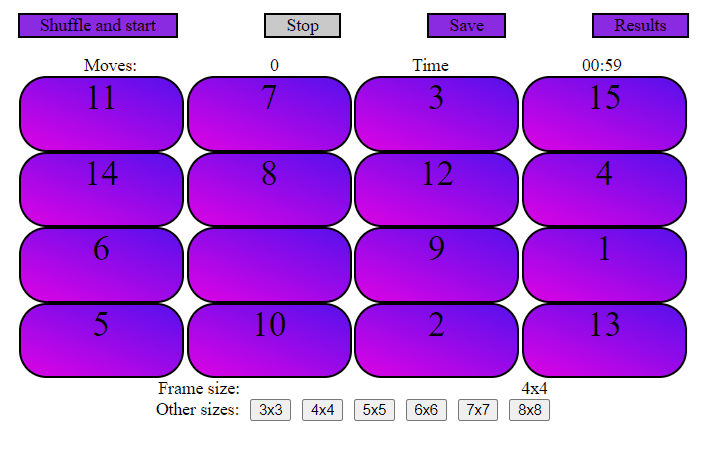 Shuffle and start Stop Save Results
Moves: 0 Time 00:59
11 7 3 15
14 8 12 4
6 9 1
5 10 2 13
Frame size: 4x4
Other sizes: 3x3 4x4 5x5 6x6 7x7 8x8